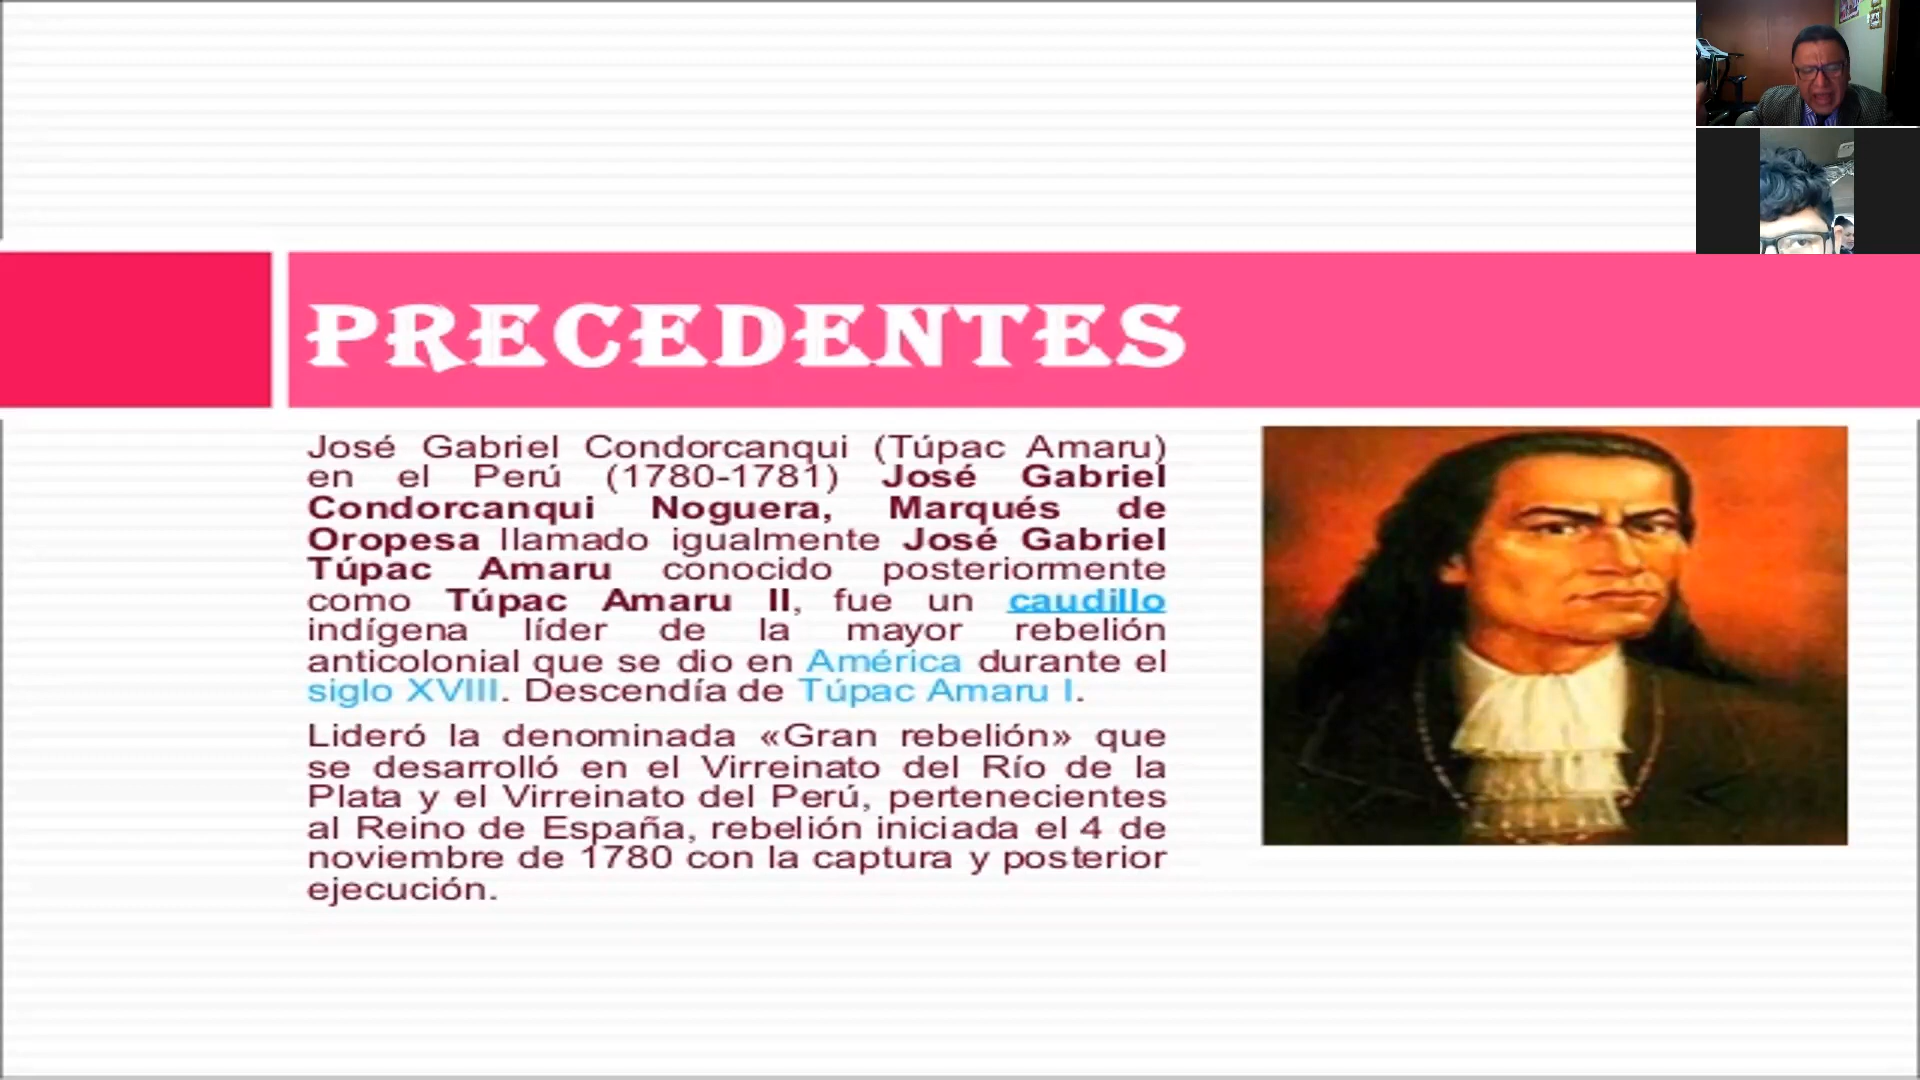 PRECEDENTES
José Gabriel Condorcanqui (Túpac Amaru)
en el Perú (1780-1781) José Gabriel
Condorcanqui Noguera, Marqués de
Oropesa llamado igualmente José Gabriel
Túpac Amaru conocido posteriormente
como Túpac Amaru II, fue un caudillo
indígena líder de la mayor rebelión
anticolonial que se dio en América durante el
siglo XVIII. Descendía de Túpac Amaru I.
Lideró la denominada «Gran rebelión» que
se desarrolló en el Virreinato del Río de la
Plata y el Virreinato del Perú, pertenecientes
al Reino de España, rebelión iniciada el 4 de
noviembre de 1780 con la captura y posterior
ejecución.